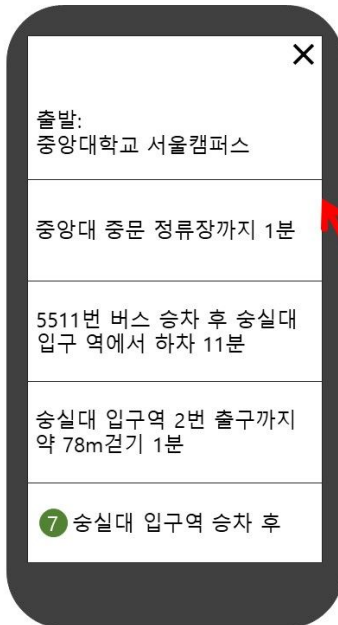 출발:
중앙대학교 서울캠퍼스
중앙대 중문 정류장까지 1분
5511번 버스 승차 후 숭실대
입구 역에서 하차 11분
숭실대 입구역 2번 출구까지
약 78m걷기 1분
7 숭실대 입구역 승차 후